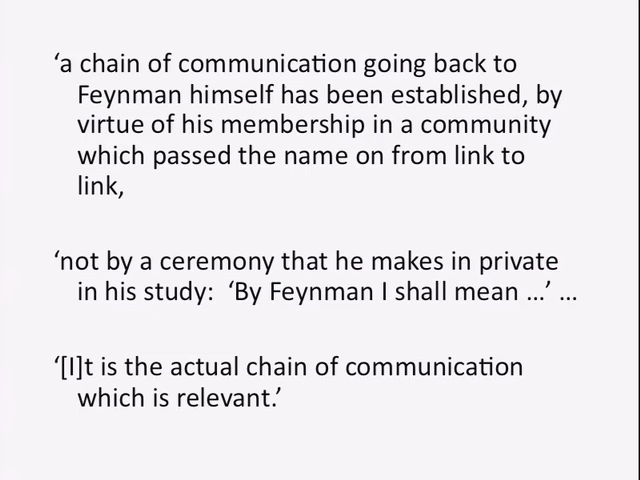 ‘a chain of communication going back to
Feynman himself has been established, by
virtue of his membership in a community
which passed the name on from link to
link,
‘not by a ceremony that he makes in private
in his study:  ‘By Feynman I shall mean …’ …
‘[I]t is the actual chain of communication
which is relevant.’